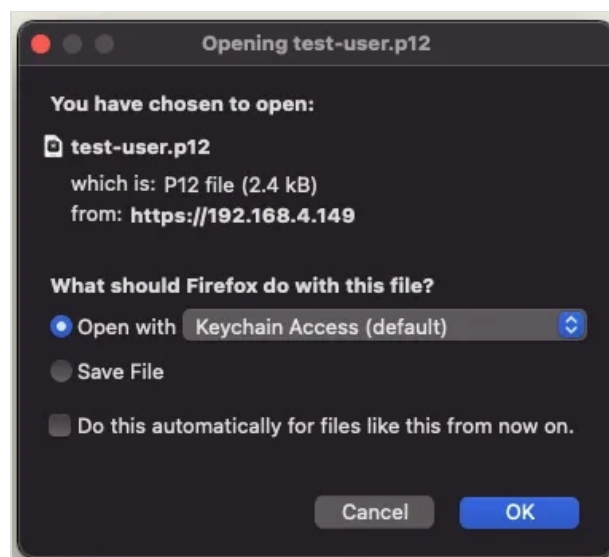 Opening test-user.p12
You have chosen to open:
test-user.p12
which is: P12 file (2.4 kB)
from: https://192.168.4.149
What should Firefox do with this file?
Open with Keychain Access (default)
Save File
Do this automatically for files like this from now on.
Cancel OK